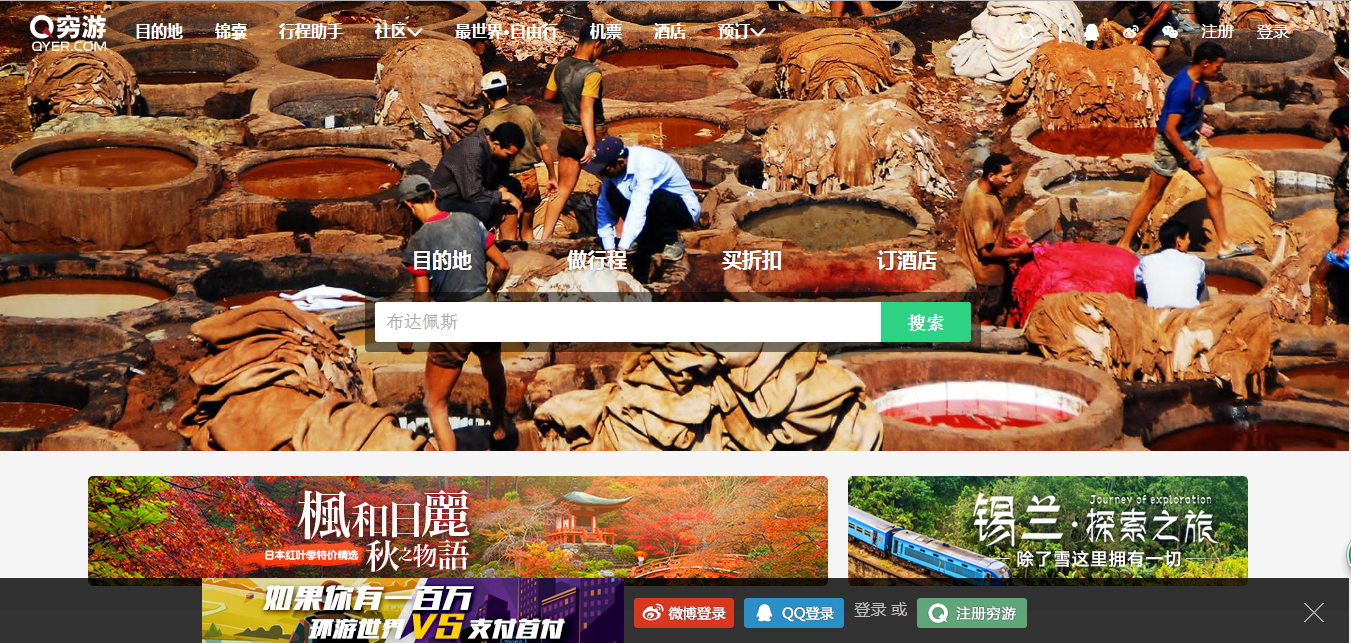 穷游 目的地 锦囊 行程助手 社区 最世界·自由行 机票 酒店 预订 注册 登录
QYER.COM
目的地 做行程 买折扣 订酒店
布达佩斯 搜索
楓和日麗
日本红叶季特价精选 秋之物語
Journey of exploration
锡兰·探索之旅
除了雪这里拥有一切
如果你有一百万
环游世界VS支付首付
微博登录 QQ登录 登录 或 注册穷游